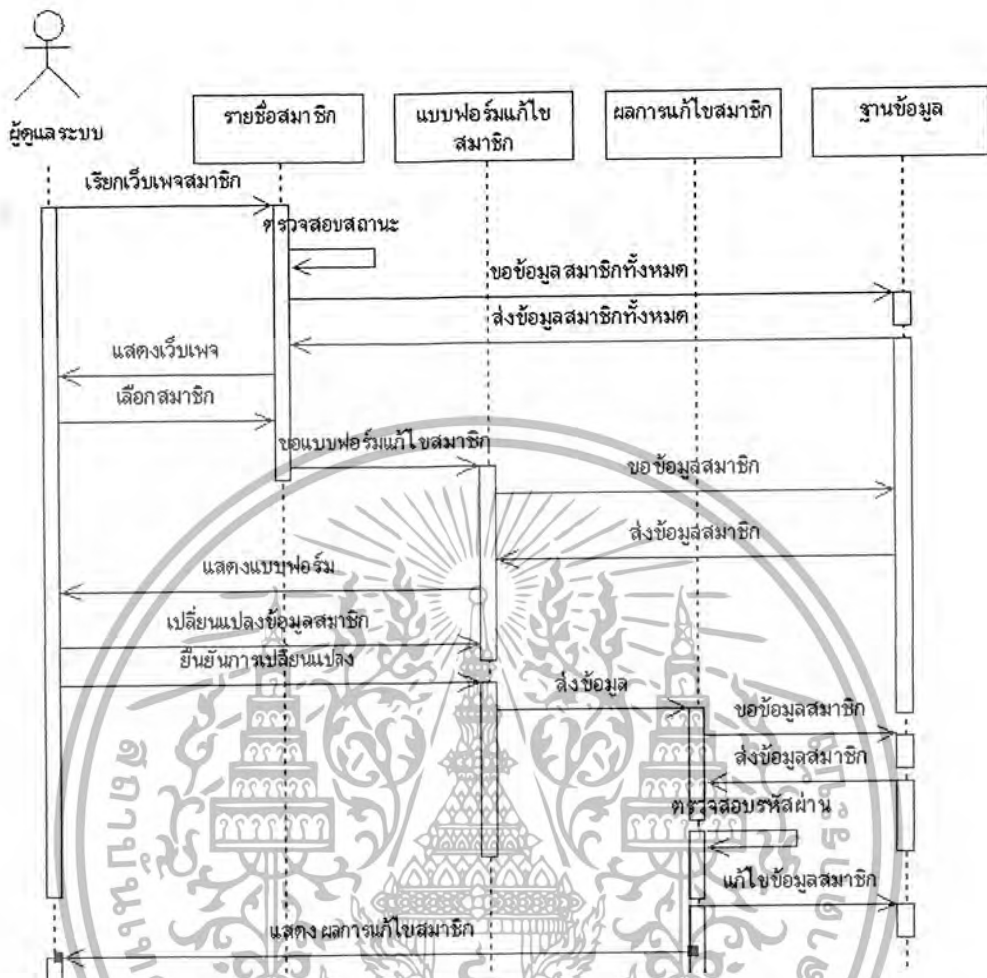 ผู้ดูแลระบบ
รายชื่อสมาชิก
แบบฟอร์มแก้ไข
สมาชิก
ผลการแก้ไขสมาชิก
ฐานข้อมูล
เรียกเว็บเพจสมาชิก
ตรวจสอบสถานะ
ขอข้อมูลสมาชิกทั้งหมด
ส่งข้อมูลสมาชิกทั้งหมด
แสดงเว็บเพจ
เลือกสมาชิก
ขอแบบฟอร์มแก้ไขสมาชิก
ขอข้อมูลสมาชิก
ส่งข้อมูลสมาชิก
แสดงแบบฟอร์ม
เปลี่ยนแปลงข้อมูลสมาชิก
ยืนยันการเปลี่ยนแปลง
ส่งข้อมูล
ขอข้อมูลสมาชิก
ส่งข้อมูลสมาชิก
ตรวจสอบรหัสผ่าน
แก้ไขข้อมูลสมาชิก
แสดงผลการแก้ไขสมาชิก